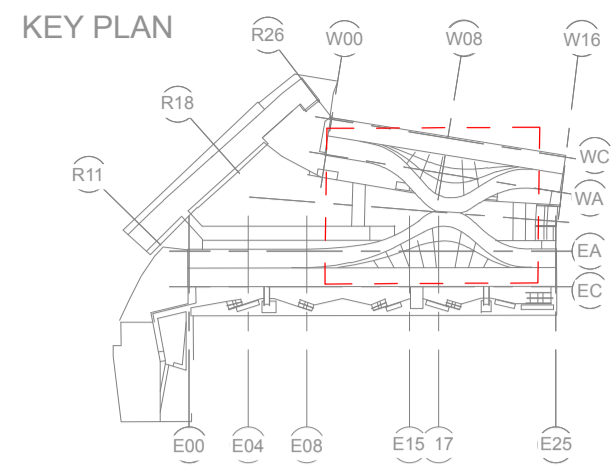 KEY PLAN
R26
W00
W08
W16
R18
R11
WC
WA
EA
EC
E00
E04
E08
E15
17
E25